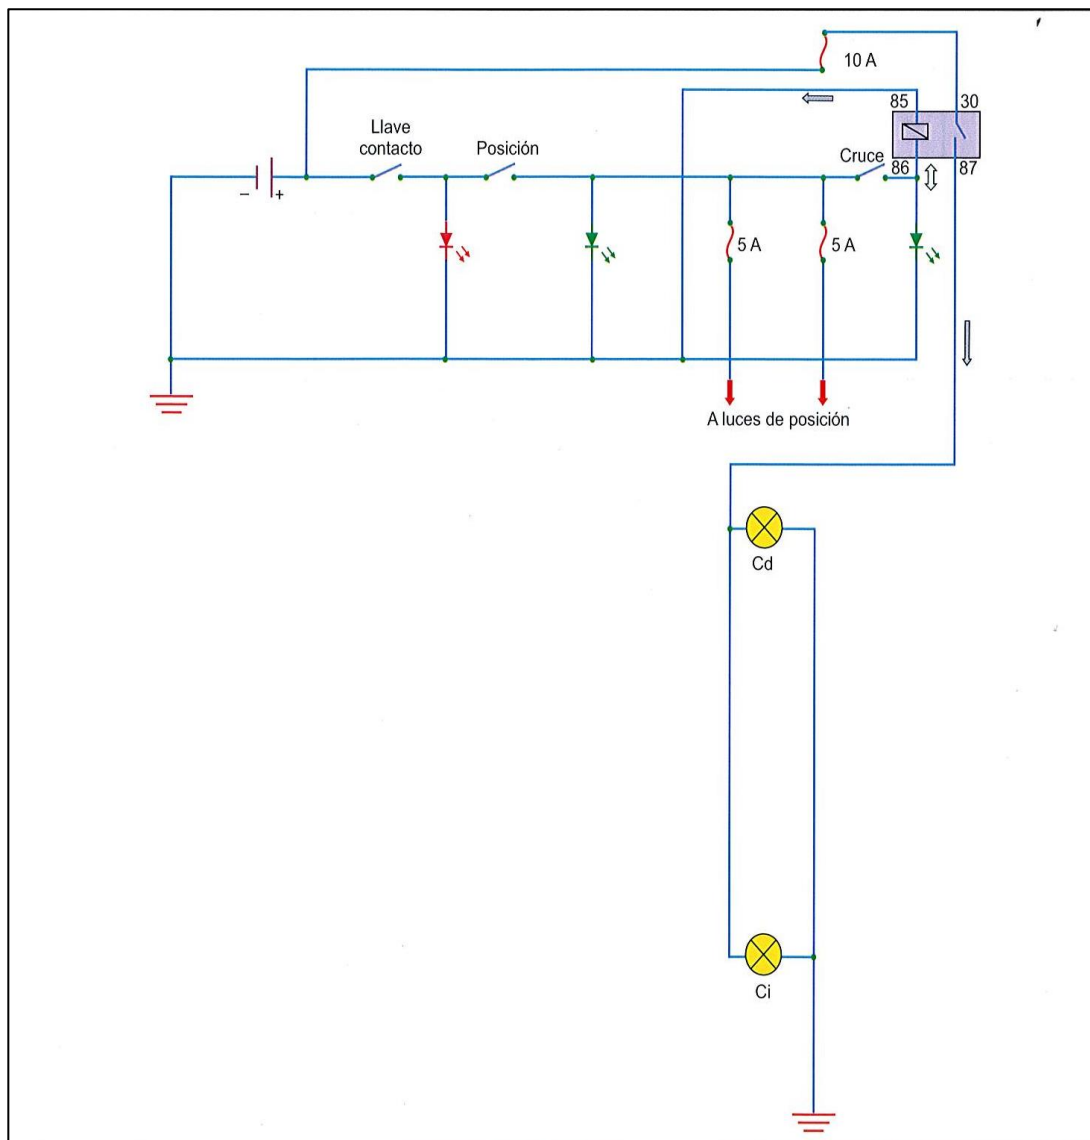 10 A
85
30
Llave
contacto
Posición
Cruce
86
87
– +
5 A
5 A
A luces de posición
Cd
Ci